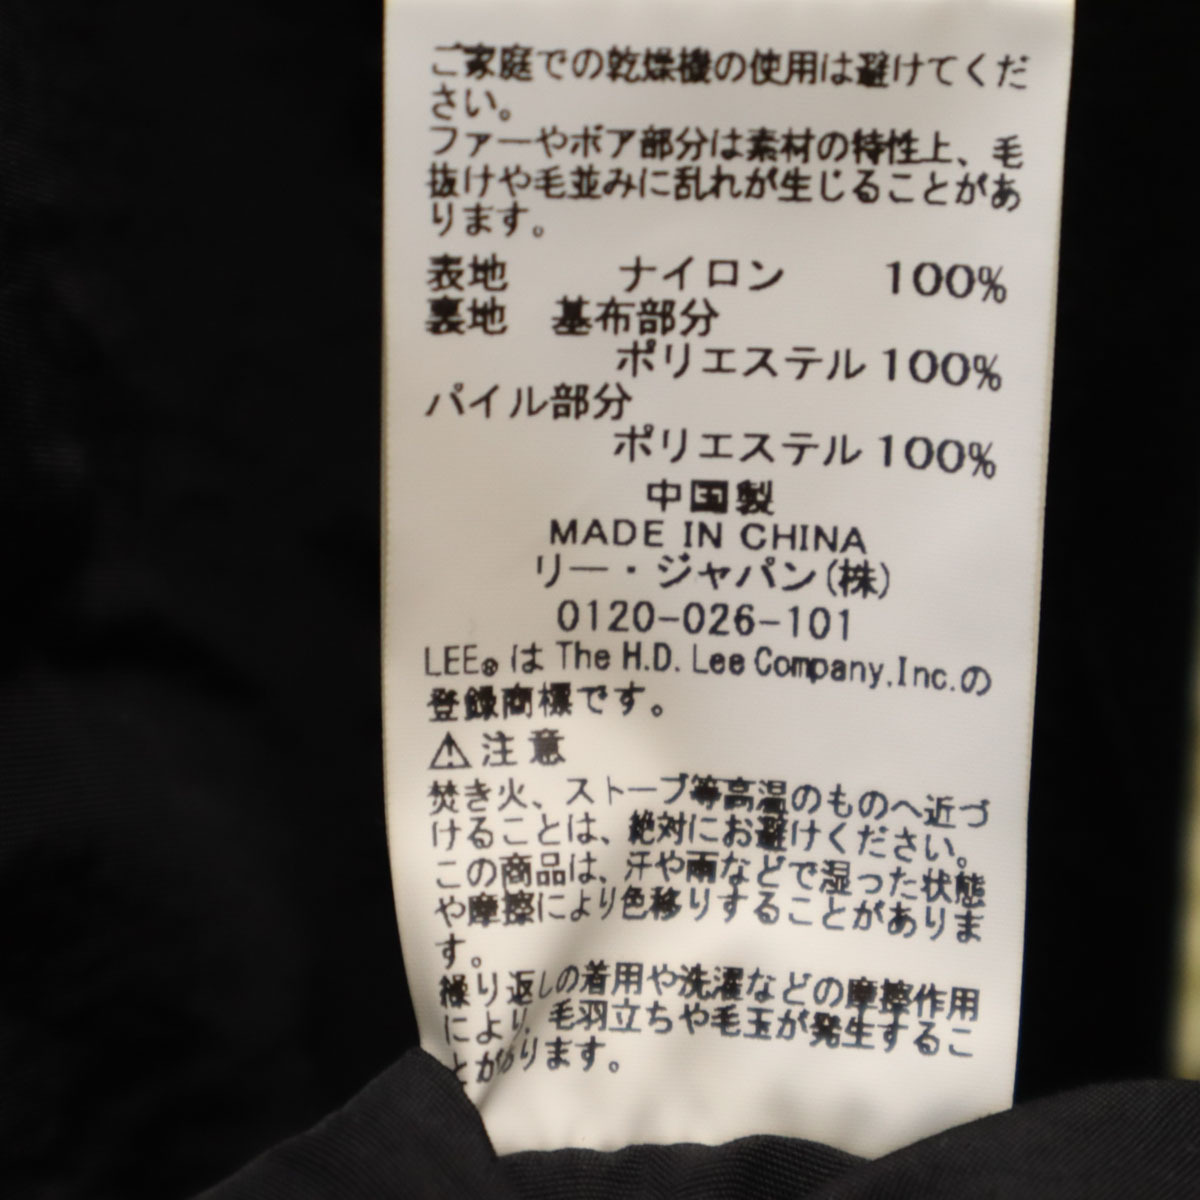 ご家庭での乾燥機の使用は避けてくだ
さい。
ファーやボア部分は素材の特性上、毛
抜けや毛並みに乱れが生じることがあ
ります。
表地 ナイロン 100%
裏地 基布部分
ポリエステル100%
パイル部分
ポリエステル100%
中国製
MADE IN CHINA
リー・ジャパン(株)
0120-026-101
LEE®はThe H.D. Lee Company,Inc.の
登録商標です。
⚠注意
焚き火、ストーブ等高温のものへ近づ
けることは、絶対にお避けください。
この商品は、汗や雨などで湿った状態
や摩擦により色移りすることがありま
す。
繰り返しの着用や洗濯などの摩擦作用
により、毛羽立ちや毛玉が発生するこ
とがあります。